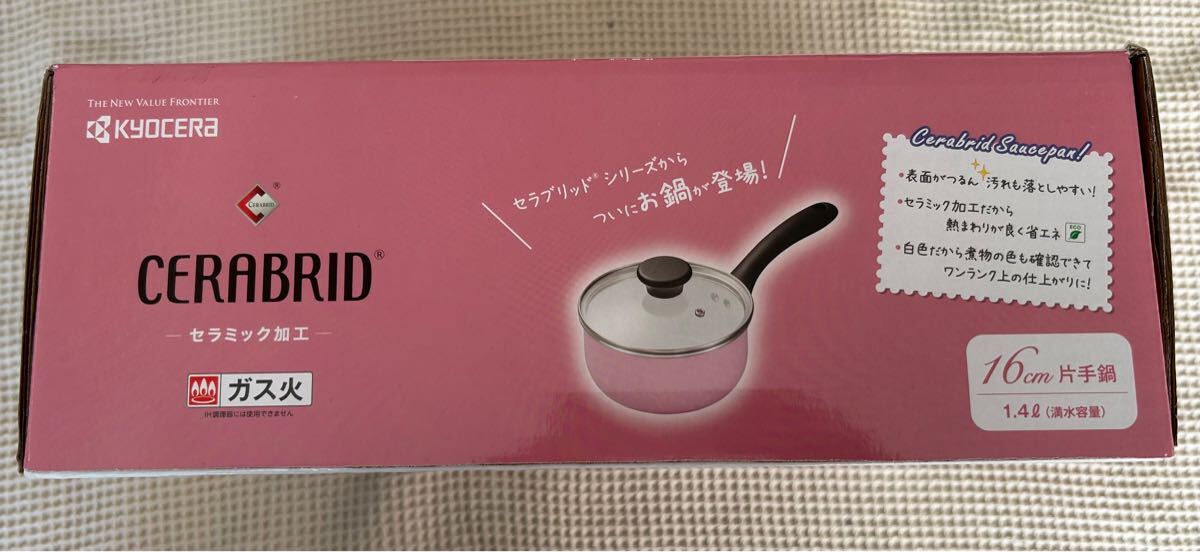 THE NEW VALUE FRONTIER
KYOCERA
CERABRID
®
CERABRID®
セラミック加工
ガス火
IH調理器には使用できません
セラブリッド®シリーズから
ついにお鍋が登場!
Cerabrid Saucepan!
・表面がつるん 汚れも落としやすい!
・セラミック加工だから
熱まわりが良く省エネ
ECO
・白色だから煮物の色も確認できて
ワンランク上の仕上がりに!
16cm 片手鍋
1.4ℓ(満水容量)